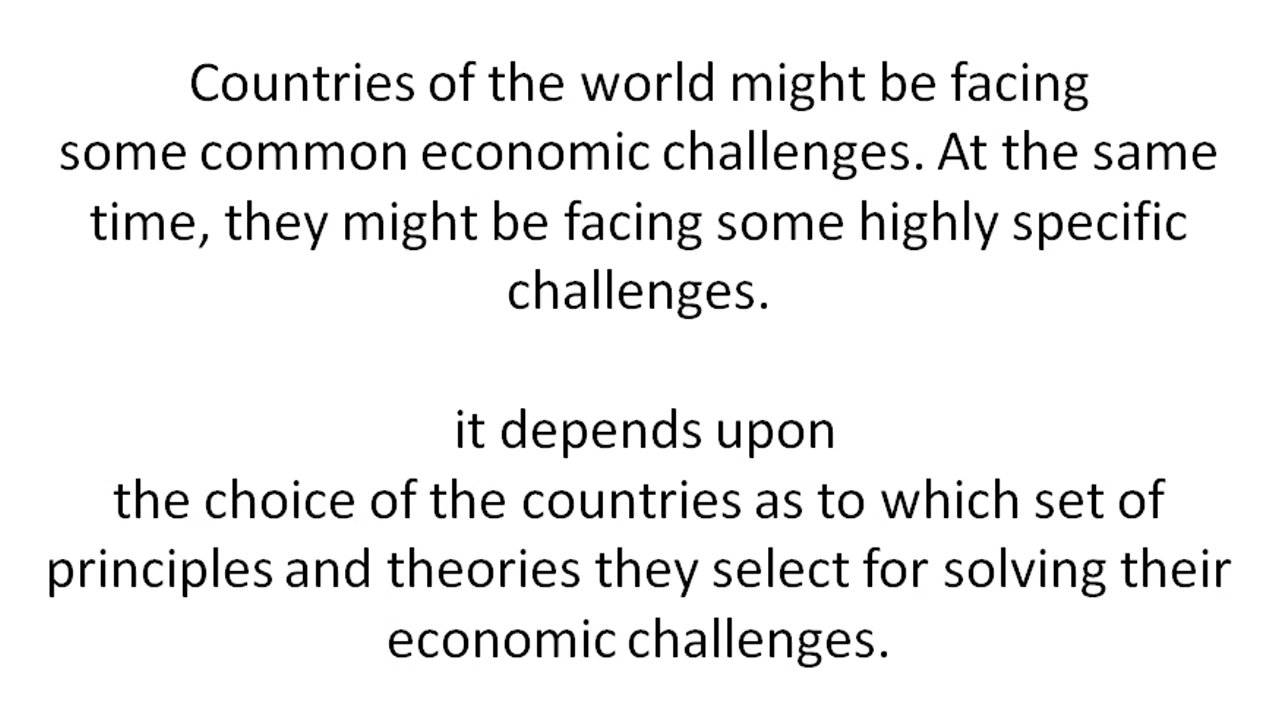 Countries of the world might be facing
some common economic challenges. At the same
time, they might be facing some highly specific
challenges.
it depends upon
the choice of the countries as to which set of
principles and theories they select for solving their
economic challenges.